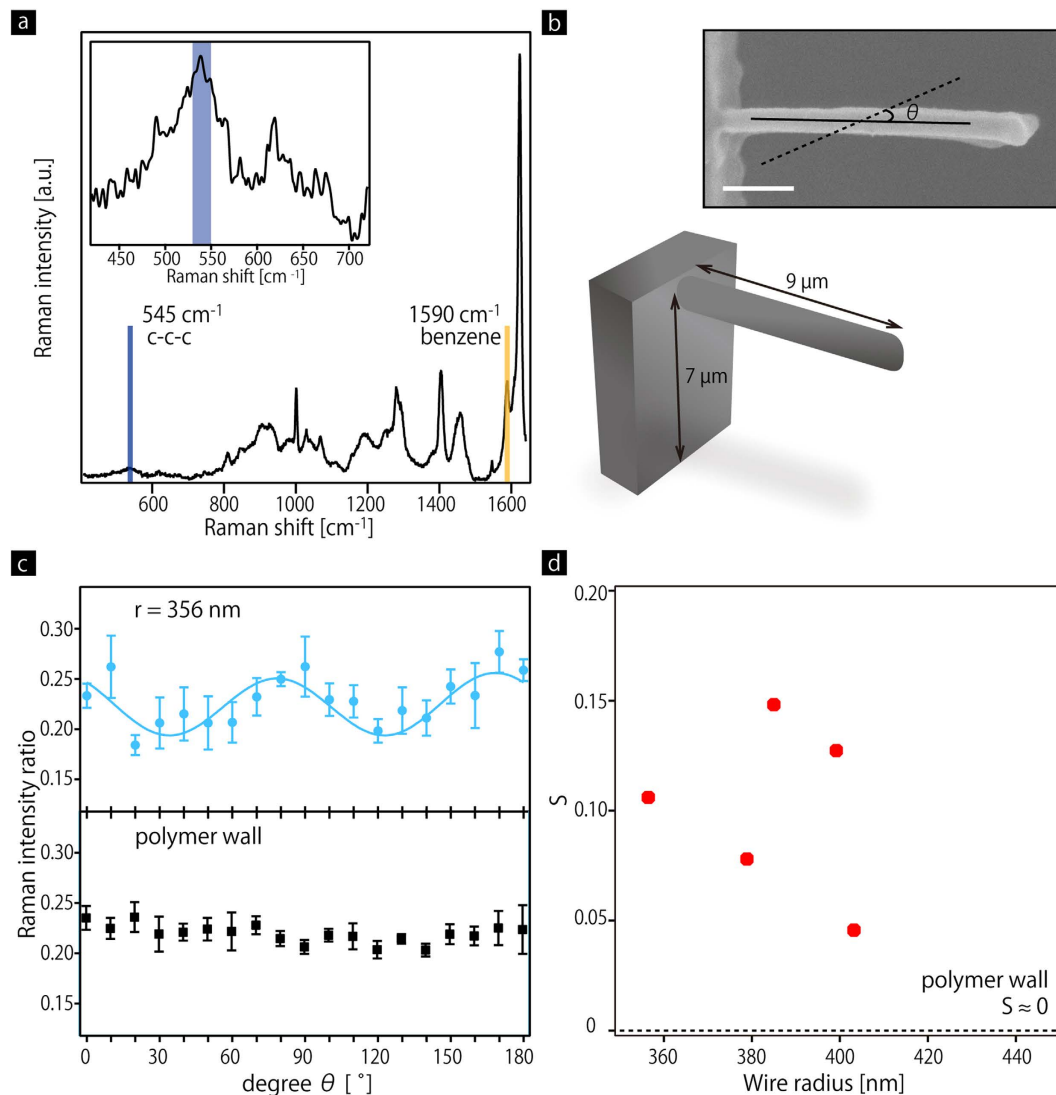 a
Raman intensity [a.u.]
450 500 550 600 650 700
Raman shift [cm⁻¹]
545 cm⁻¹
c-c-c
1590 cm⁻¹
benzene
600 800 1000 1200 1400 1600
Raman shift [cm⁻¹]
b
θ
9 μm
7 μm
c
r = 356 nm
0.30
0.25
0.20
0.15
Raman intensity ratio
polymer wall
0.30
0.25
0.20
0.15
0 30 60 90 120 150 180
degree θ [°]
d
0.20
0.15
0.10
0.05
0
S
polymer wall
S ≈ 0
360 380 400 420 440
Wire radius [nm]